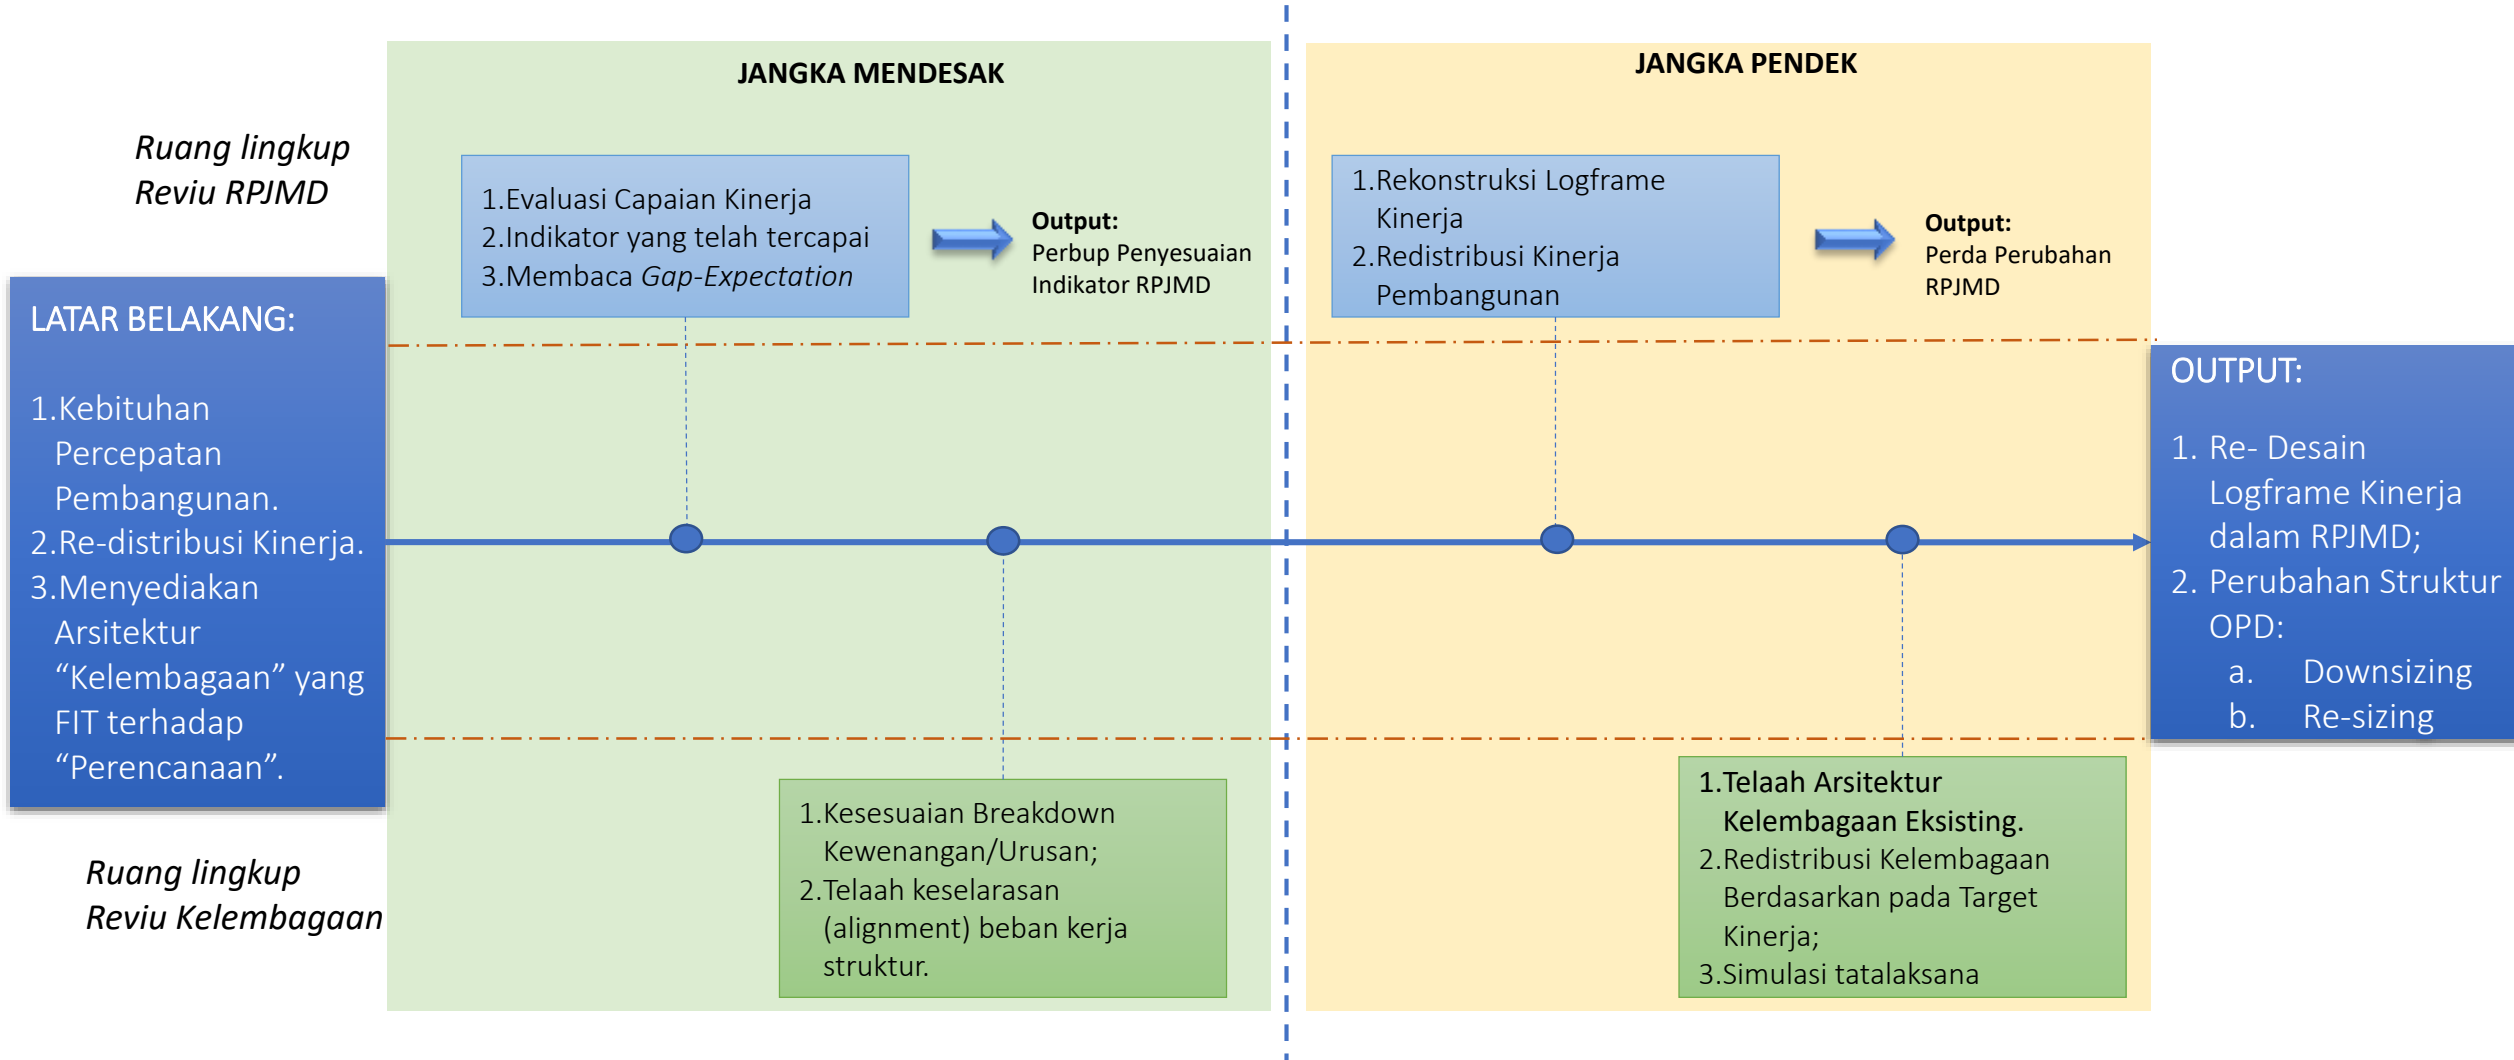 JANGKA MENDESAK
JANGKA PENDEK
Ruang lingkup
Reviu RPJMD
1.Evaluasi Capaian Kinerja
2.Indikator yang telah tercapai
3.Membaca Gap-Expectation
Output:
Perbup Penyesuaian
Indikator RPJMD
1.Rekonstruksi Logframe
Kinerja
2.Redistribusi Kinerja
Pembangunan
Output:
Perda Perubahan
RPJMD
LATAR BELAKANG:
1.Kebituhan
Percepatan
Pembangunan.
2.Re-distribusi Kinerja.
3.Menyediakan
Arsitektur
“Kelembagaan” yang
FIT terhadap
“Perencanaan”.
OUTPUT:
1. Re- Desain
Logframe Kinerja
dalam RPJMD;
2. Perubahan Struktur
OPD:
a. Downsizing
b. Re-sizing
Ruang lingkup
Reviu Kelembagaan
1.Kesesuaian Breakdown
Kewenangan/Urusan;
2.Telaah keselarasan
(alignment) beban kerja
struktur.
1.Telaah Arsitektur
Kelembagaan Eksisting.
2.Redistribusi Kelembagaan
Berdasarkan pada Target
Kinerja;
3.Simulasi tatalaksana